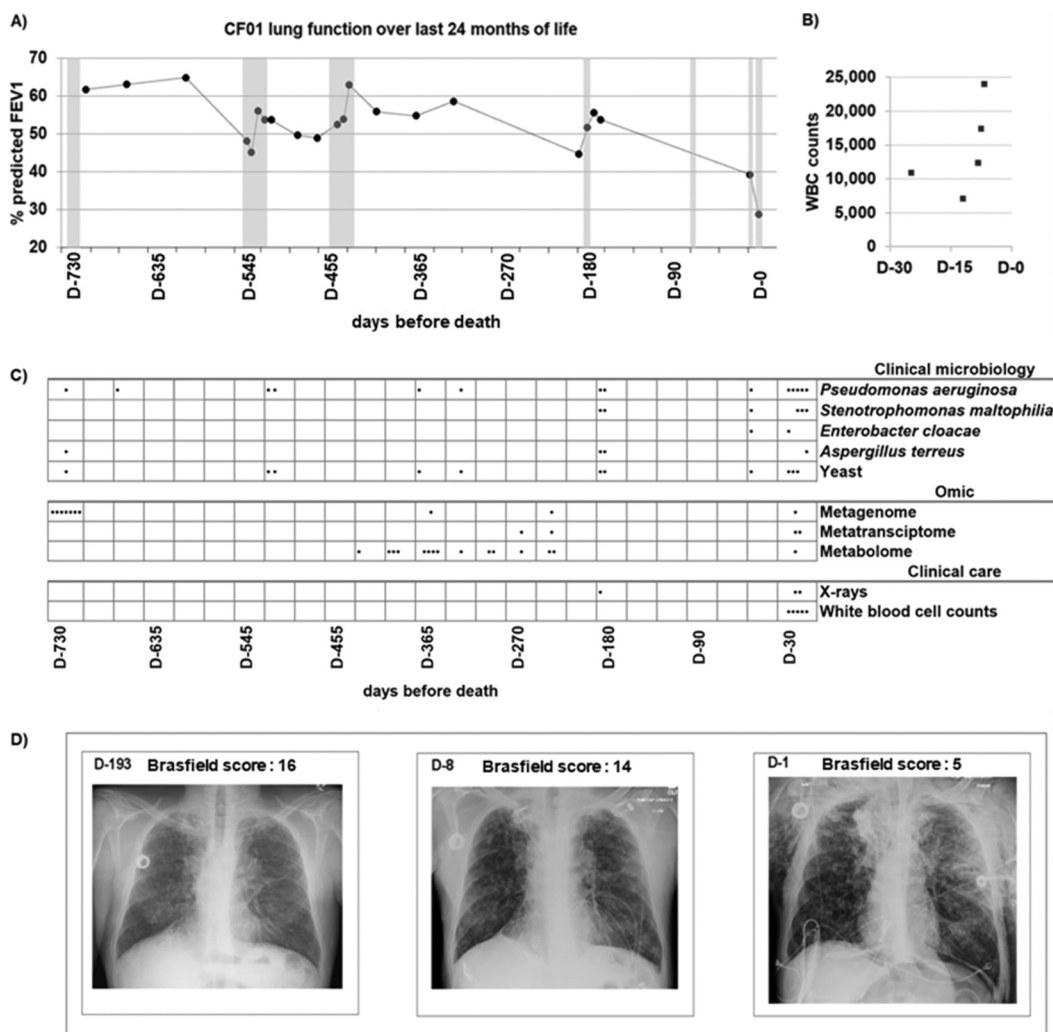 A)
CF01 lung function over last 24 months of life
% predicted FEV1
70
60
50
40
30
20
D-730
D-635
D-545
D-455
D-365
D-270
D-180
D-90
D-0
days before death
B)
WBC counts
25,000
20,000
15,000
10,000
5,000
0
D-30 D-15 D-0
C)
Clinical microbiology
Pseudomonas aeruginosa
Stenotrophomonas maltophilia
Enterobacter cloacae
Aspergillus terreus
Yeast
Omic
Metagenome
Metatransciptome
Metabolome
Clinical care
X-rays
White blood cell counts
D-730
D-635
D-545
D-455
D-365
D-270
D-180
D-90
D-30
days before death
D)
D-193 Brasfield score: 16
D-8 Brasfield score: 14
D-1 Brasfield score: 5